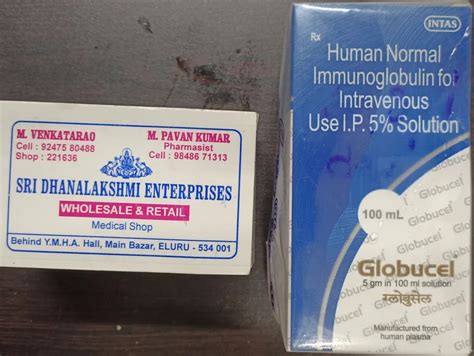 M. VENKATARAO
Cell : 92475 80488
Shop : 221636
M. PAVAN KUMAR
Pharmasist
Cell : 98486 71313
SRI DHANALAKSHMI ENTERPRISES
WHOLESALE & RETAIL
Medical Shop
Behind Y.M.H.A. Hall, Main Bazar, ELURU - 534 001
INTAS
Rx
Human Normal
Immunoglobulin for
Intravenous
Use I.P. 5% Solution
100 mL
Globucel
5 gm in 100 ml solution
ग्लोबुसेल
Manufactured from
human plasma
Globucel